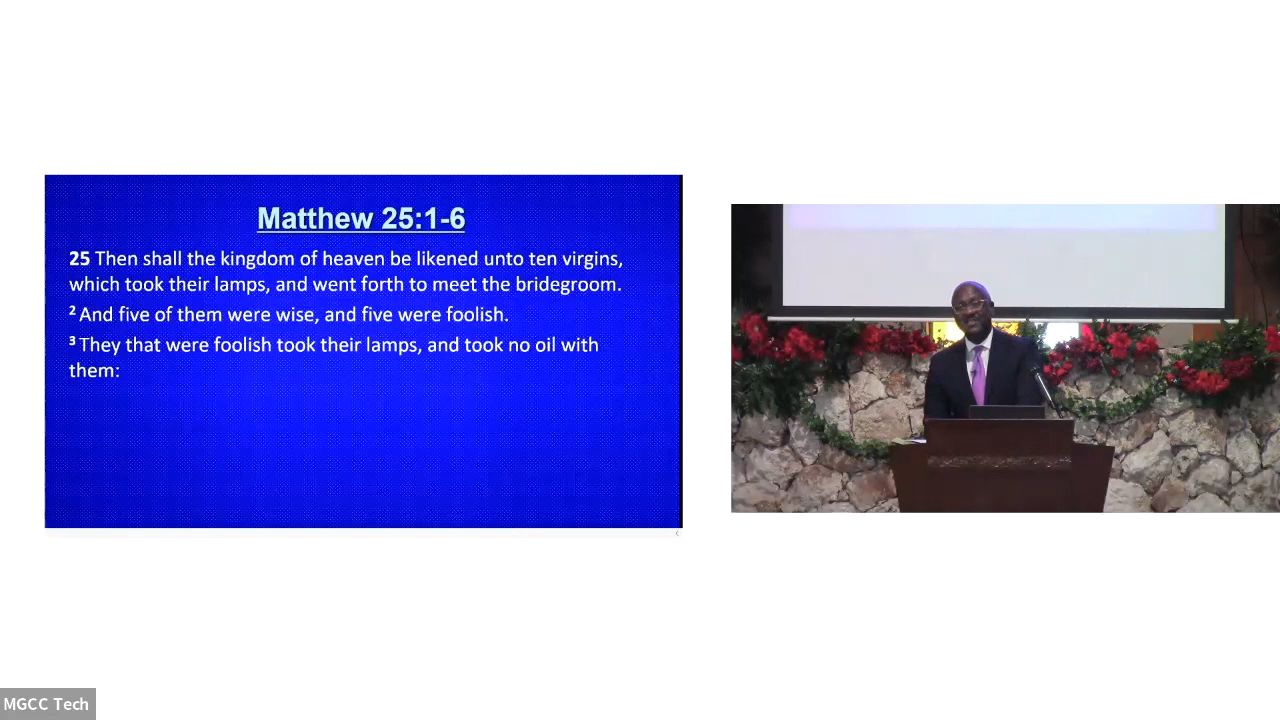 Matthew 25:1-6
25 Then shall the kingdom of heaven be likened unto ten virgins,
which took their lamps, and went forth to meet the bridegroom.
2 And five of them were wise, and five were foolish.
3 They that were foolish took their lamps, and took no oil with
them:
MGCC Tech